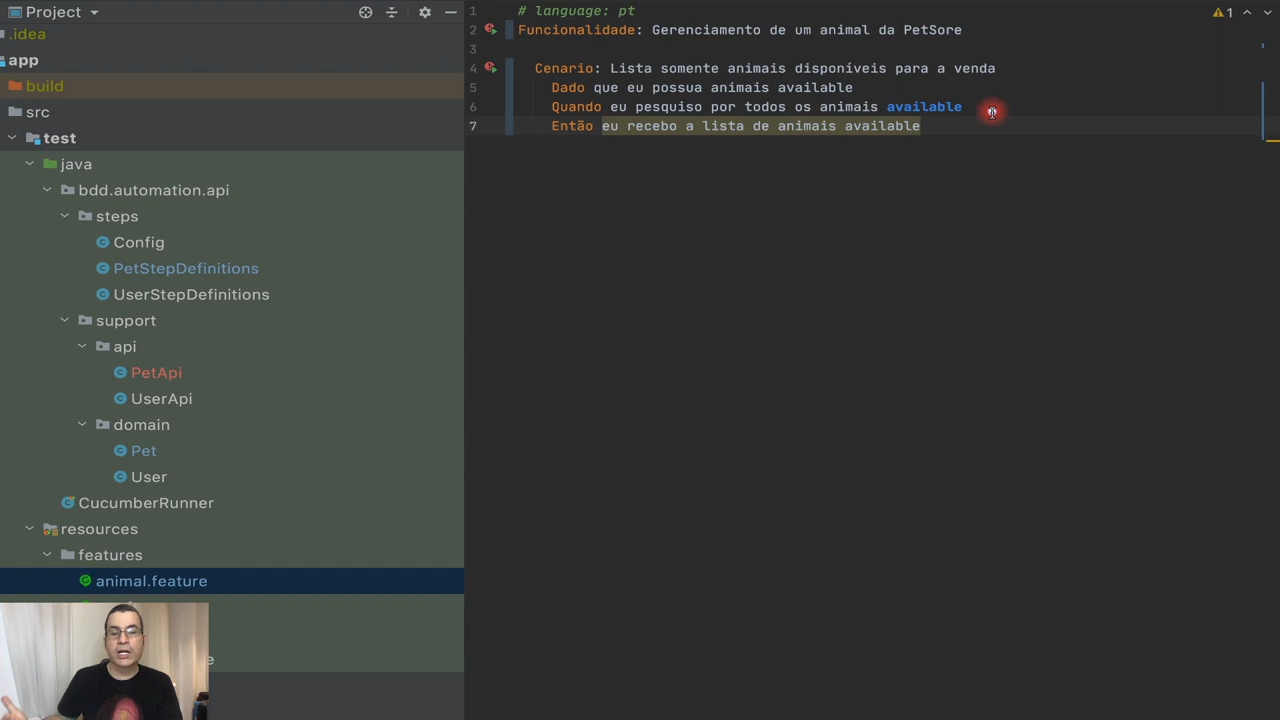 Project
.idea
app
build
src
test
java
bdd.automation.api
steps
Config
PetStepDefinitions
UserStepDefinitions
support
api
PetApi
UserApi
domain
Pet
User
CucumberRunner
resources
features
animal.feature
e
1 # language: pt
2 Funcionalidade: Gerenciamento de um animal da PetSore
3
4 Cenario: Lista somente animais disponíveis para a venda
5 Dado que eu possua animais available
6 Quando eu pesquiso por todos os animais available
7 Então eu recebo a lista de animais available
1